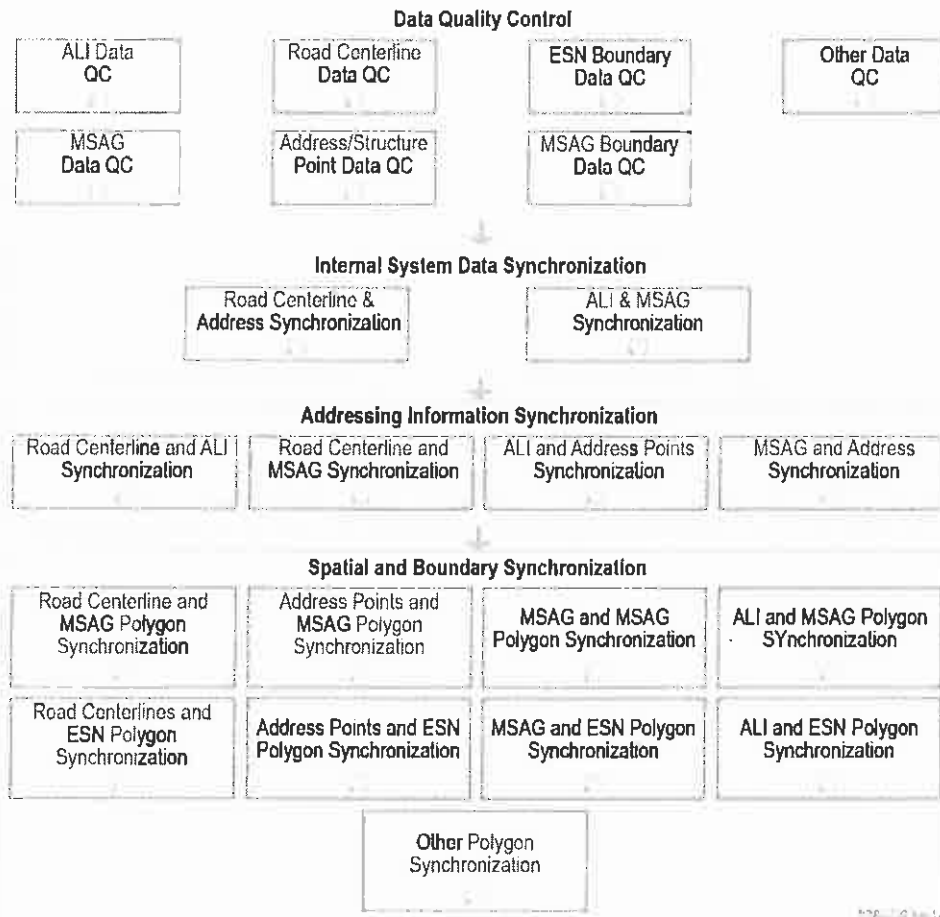 Data Quality Control
ALI Data
QC
Road Centerline
Data QC
ESN Boundary
Data QC
Other Data
QC
MSAG
Data QC
Address/Structure
Point Data QC
MSAG Boundary
Data QC
Internal System Data Synchronization
Road Centerline &
Address Synchronization
ALI & MSAG
Synchronization
Addressing Information Synchronization
Road Centerline and ALI
Synchronization
Road Centerline and
MSAG Synchronization
ALI and Address Points
Synchronization
MSAG and Address
Synchronization
Spatial and Boundary Synchronization
Road Centerline and
MSAG Polygon
Synchronization
Address Points and
MSAG Polygon
Synchronization
MSAG and MSAG
Polygon Synchronization
ALI and MSAG Polygon
SYnchronization
Road Centerlines and
ESN Polygon
Synchronization
Address Points and ESN
Polygon Synchronization
MSAG and ESN Polygon
Synchronization
ALI and ESN Polygon
Synchronization
Other Polygon
Synchronization